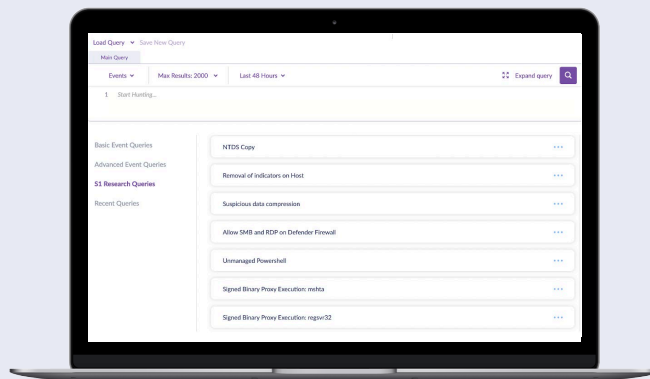 Load Query Save New Query
Main Query
Events Max Results: 2000 Last 48 Hours Expand query
1 Start Hunting...
Basic Event Queries
Advanced Event Queries
S1 Research Queries
Recent Queries
NTDS Copy
Removal of indicators on Host
Suspicious data compression
Allow SMB and RDP on Defender Firewall
Unmanaged Powershell
Signed Binary Proxy Execution: mshta
Signed Binary Proxy Execution: regsvr32